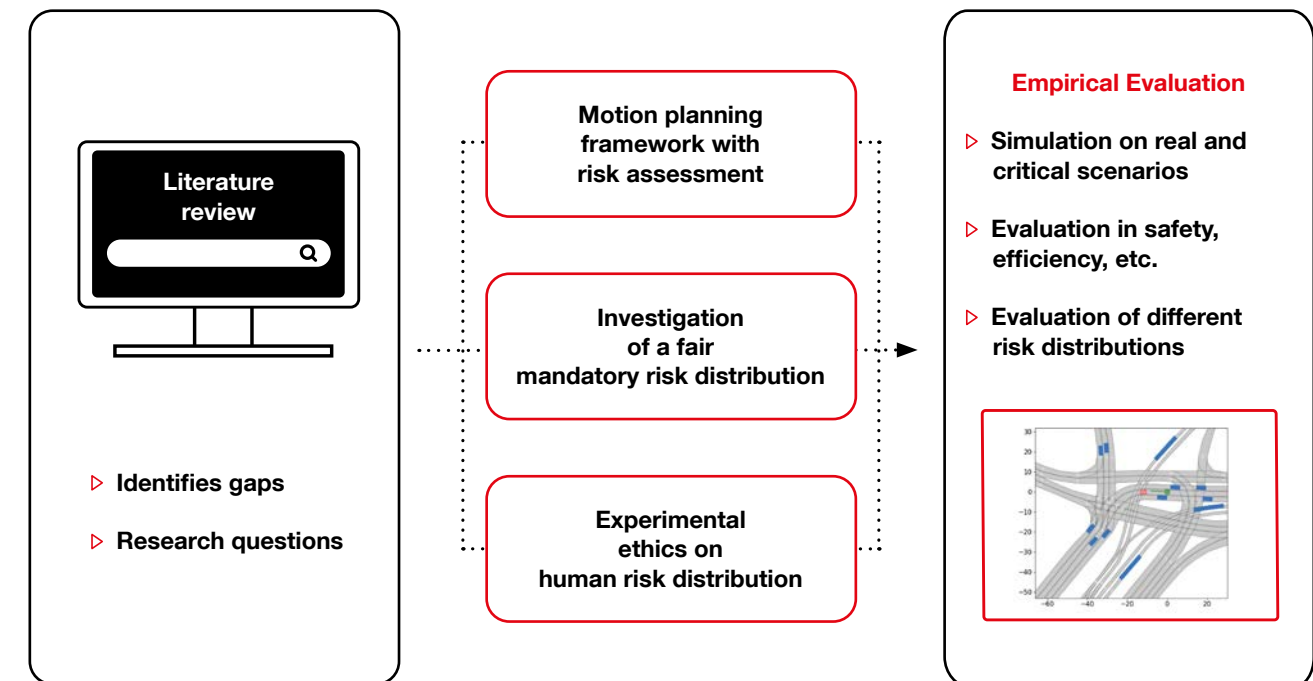 Literature
review
Identifies gaps
Research questions
Motion planning
framework with
risk assessment
Investigation
of a fair
mandatory risk distribution
Experimental
ethics on
human risk distribution
Empirical Evaluation
Simulation on real and
critical scenarios
Evaluation in safety,
efficiency, etc.
Evaluation of different
risk distributions
30
20
10
0
−10
−20
−30
−40
−50
−60 −40 −20 0 20